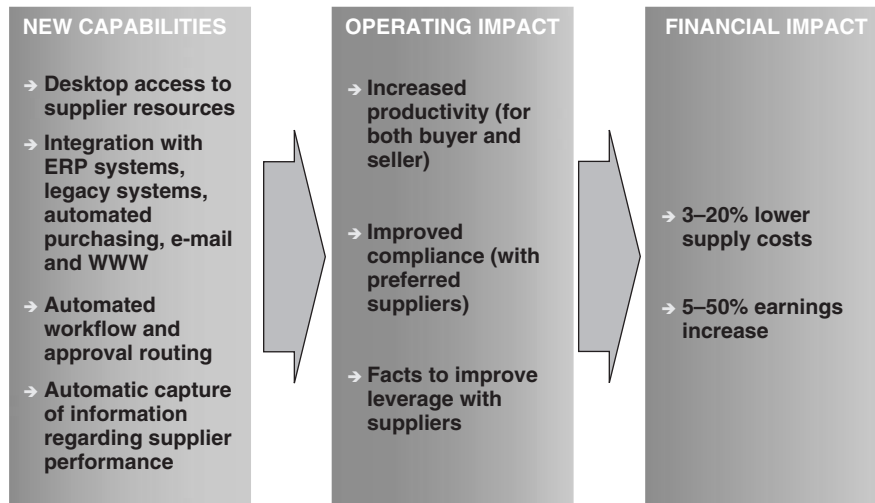 NEW CAPABILITIES
→ Desktop access to
supplier resources
→ Integration with
ERP systems,
legacy systems,
automated
purchasing, e-mail
and WWW
→ Automated
workflow and
approval routing
→ Automatic capture
of information
regarding supplier
performance
OPERATING IMPACT
→ Increased
productivity (for
both buyer and
seller)
→ Improved
compliance (with
preferred
suppliers)
→ Facts to improve
leverage with
suppliers
FINANCIAL IMPACT
→ 3–20% lower
supply costs
→ 5–50% earnings
increase